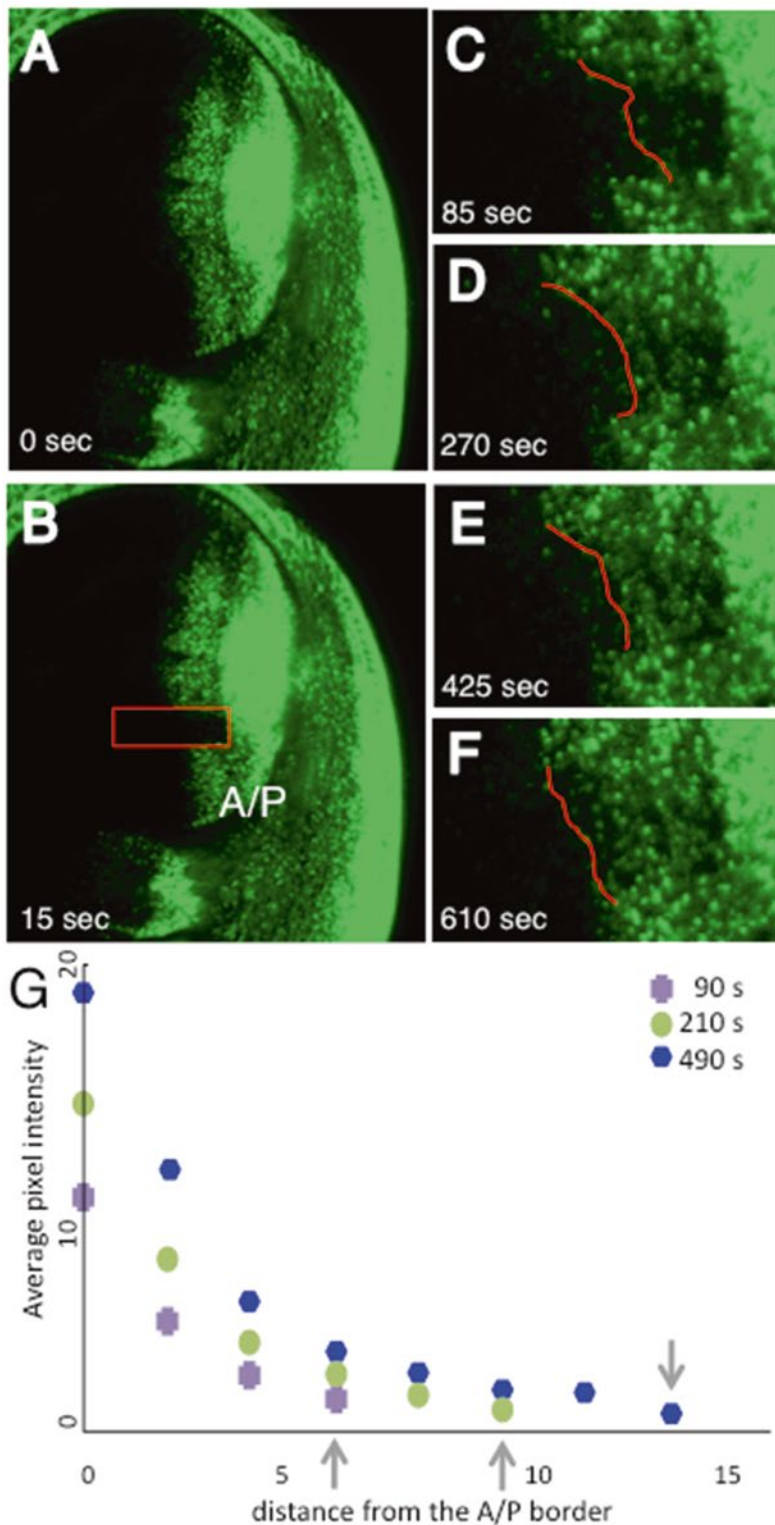 A
0 sec
B
A/P
15 sec
C
85 sec
D
270 sec
E
425 sec
F
610 sec
G
20
10
0
Average pixel intensity
90 s
210 s
490 s
0 5 10 15
distance from the A/P border